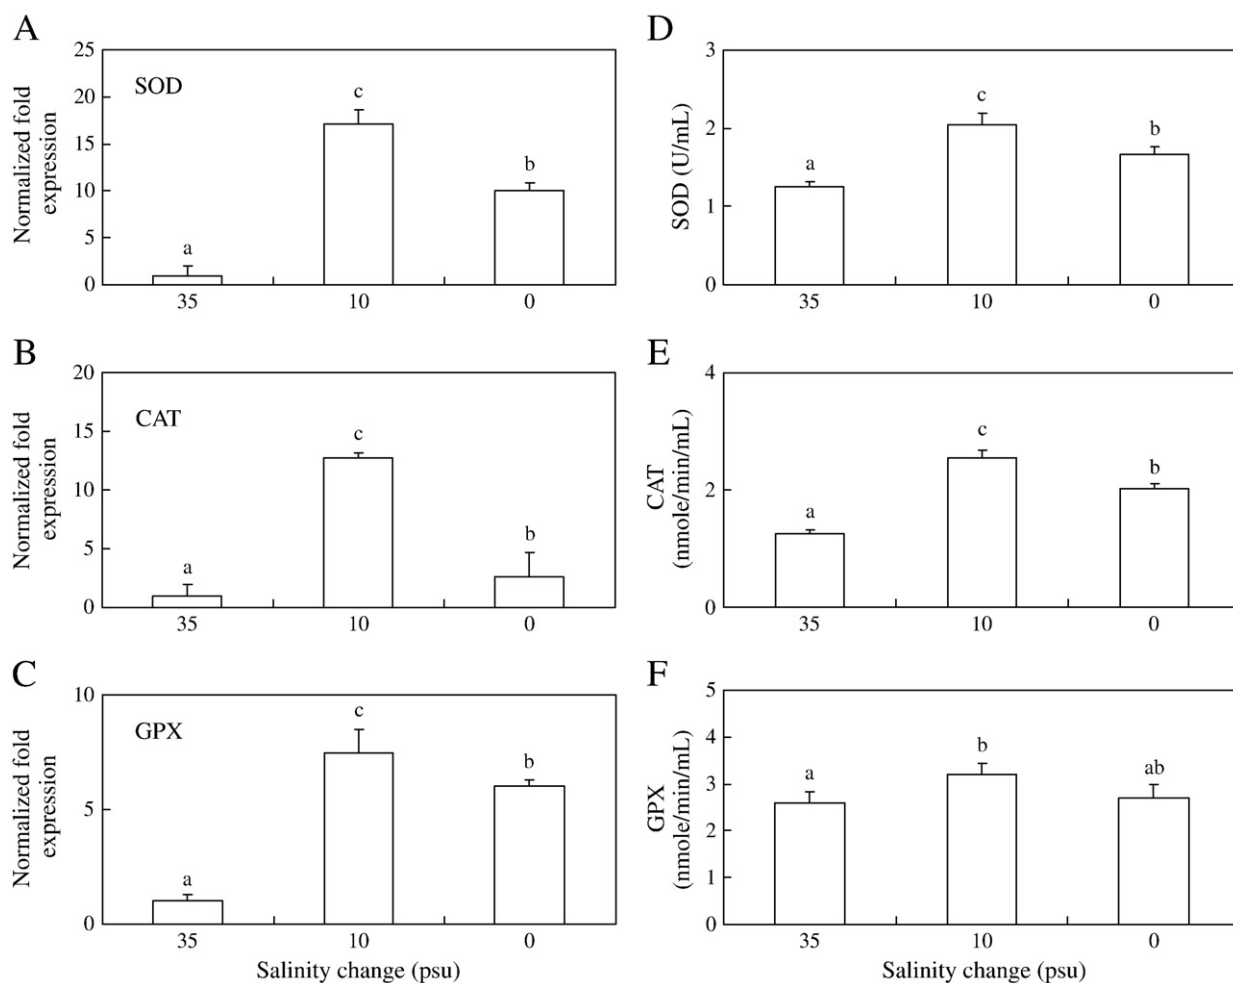 A
Normalized fold
expression
25
20
15
10
5
0
SOD
a
c
b
35 10 0
D
SOD (U/mL)
3
2
1
0
a
c
b
35 10 0
B
Normalized fold
expression
20
15
10
5
0
CAT
a
c
b
35 10 0
E
CAT
(nmole/min/mL)
4
2
0
a
c
b
35 10 0
C
Normalized fold
expression
10
5
0
GPX
a
c
b
35 10 0
Salinity change (psu)
F
GPX
(nmole/min/mL)
5
4
3
2
1
0
a
b
ab
35 10 0
Salinity change (psu)